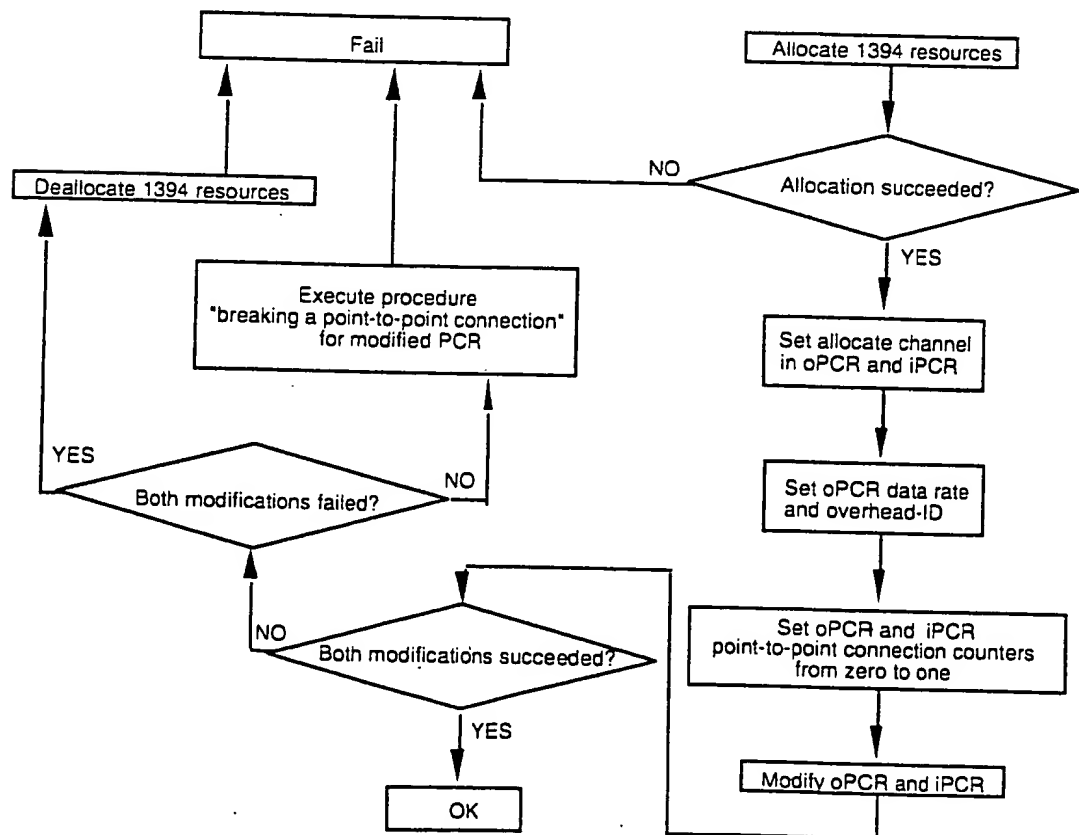 Fail
Allocate 1394 resources
NO
Allocation succeeded?
Deallocate 1394 resources
YES
Execute procedure
"breaking a point-to-point connection"
for modified PCR
Set allocate channel
in oPCR and iPCR
YES
NO
Both modifications failed?
Set oPCR data rate
and overhead-ID
NO
Both modifications succeeded?
Set oPCR and iPCR
point-to-point connection counters
from zero to one
YES
Modify oPCR and iPCR
OK